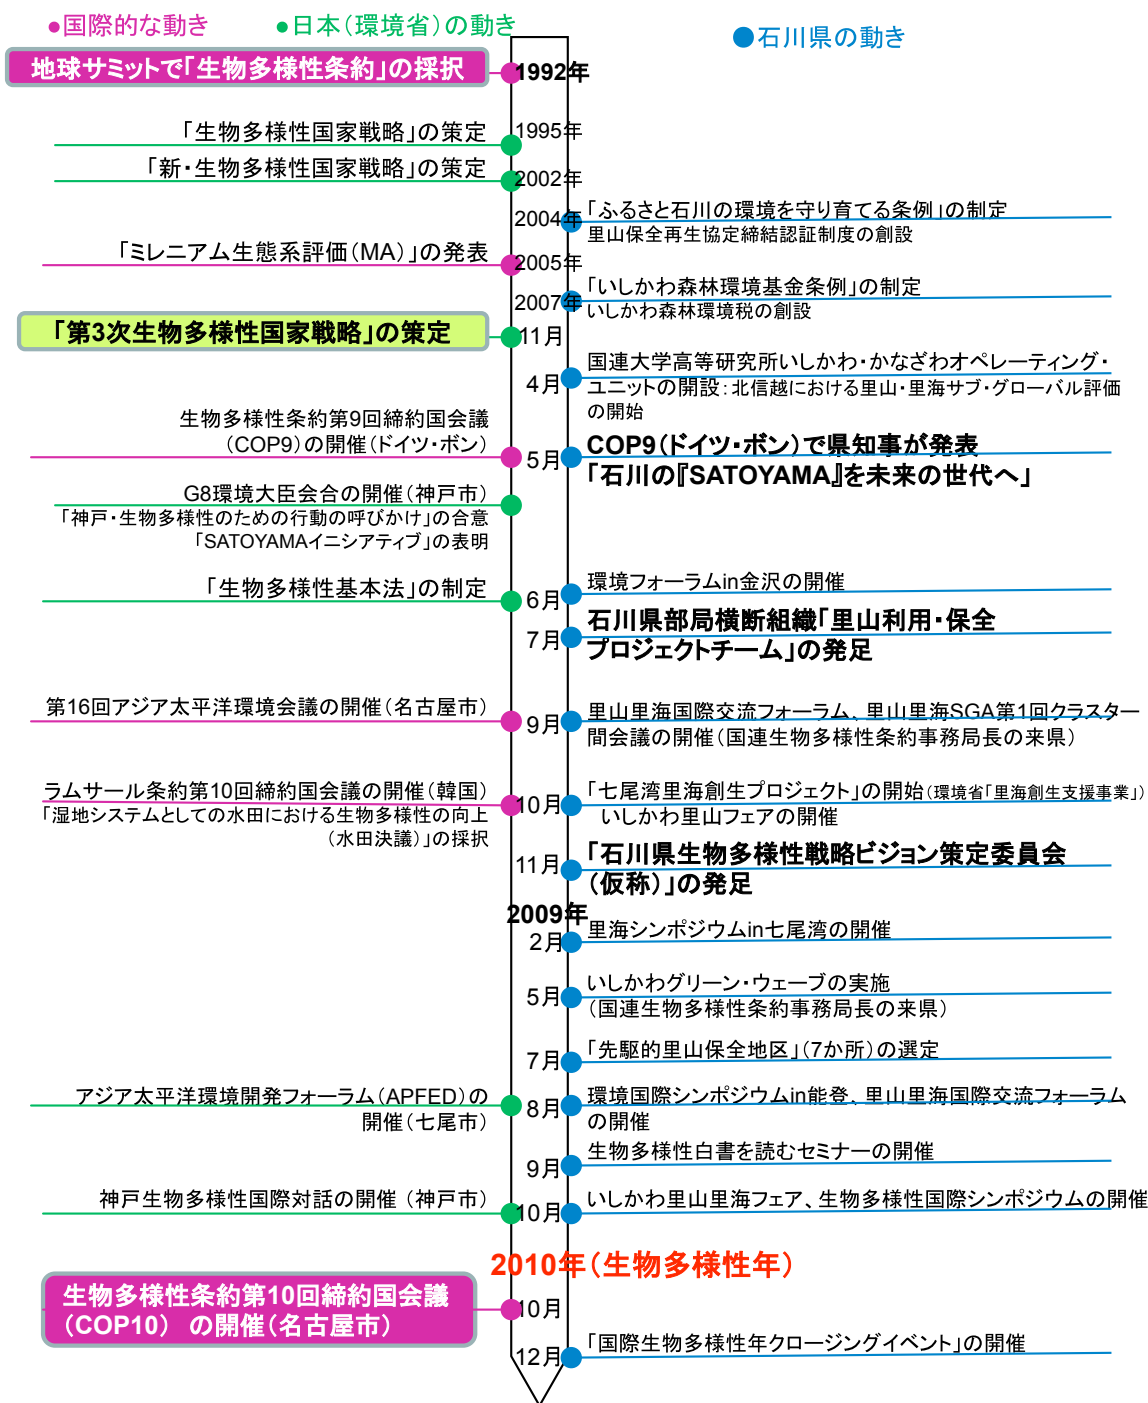 ●国際的な動き
●日本(環境省)の動き
●石川県の動き
地球サミットで「生物多様性条約」の採択
1992年
「生物多様性国家戦略」の策定
1995年
「新・生物多様性国家戦略」の策定
2002年
2004年
「ふるさと石川の環境を守り育てる条例」の制定
里山保全再生協定締結認証制度の創設
「ミレニアム生態系評価(MA)」の発表
2005年
2007年
「いしかわ森林環境基金条例」の制定
いしかわ森林環境税の創設
「第3次生物多様性国家戦略」の策定
11月
4月
国連大学高等研究所いしかわ・かなざわオペレーティング・
ユニットの開設:北信越における里山・里海サブ・グローバル評価
の開始
生物多様性条約第9回締約国会議
(COP9)の開催(ドイツ・ボン)
5月
COP9(ドイツ・ボン)で県知事が発表
「石川の『SATOYAMA』を未来の世代へ」
G8環境大臣会合の開催(神戸市)
「神戸・生物多様性のための行動の呼びかけ」の合意
「SATOYAMAイニシアティブ」の表明
「生物多様性基本法」の制定
6月
環境フォーラムin金沢の開催
7月
石川県部局横断組織「里山利用・保全
プロジェクトチーム」の発足
第16回アジア太平洋環境会議の開催(名古屋市)
9月
里山里海国際交流フォーラム、里山里海SGA第1回クラスター
間会議の開催(国連生物多様性条約事務局長の来県)
ラムサール条約第10回締約国会議の開催(韓国)
「湿地システムとしての水田における生物多様性の向上
(水田決議)」の採択
10月
「七尾湾里海創生プロジェクト」の開始(環境省「里海創生支援事業」)
いしかわ里山フェアの開催
11月
「石川県生物多様性戦略ビジョン策定委員会
(仮称)」の発足
2009年
2月
里海シンポジウムin七尾湾の開催
5月
いしかわグリーン・ウェーブの実施
(国連生物多様性条約事務局長の来県)
7月
「先駆的里山保全地区」(7か所)の選定
アジア太平洋環境開発フォーラム(APFED)の
開催(七尾市)
8月
環境国際シンポジウムin能登、里山里海国際交流フォーラム
の開催
9月
生物多様性白書を読むセミナーの開催
神戸生物多様性国際対話の開催 (神戸市)
10月
いしかわ里山里海フェア、生物多様性国際シンポジウムの開催
2010年(生物多様性年)
生物多様性条約第10回締約国会議
(COP10) の開催(名古屋市)
10月
12月
「国際生物多様性年クロージングイベント」の開催